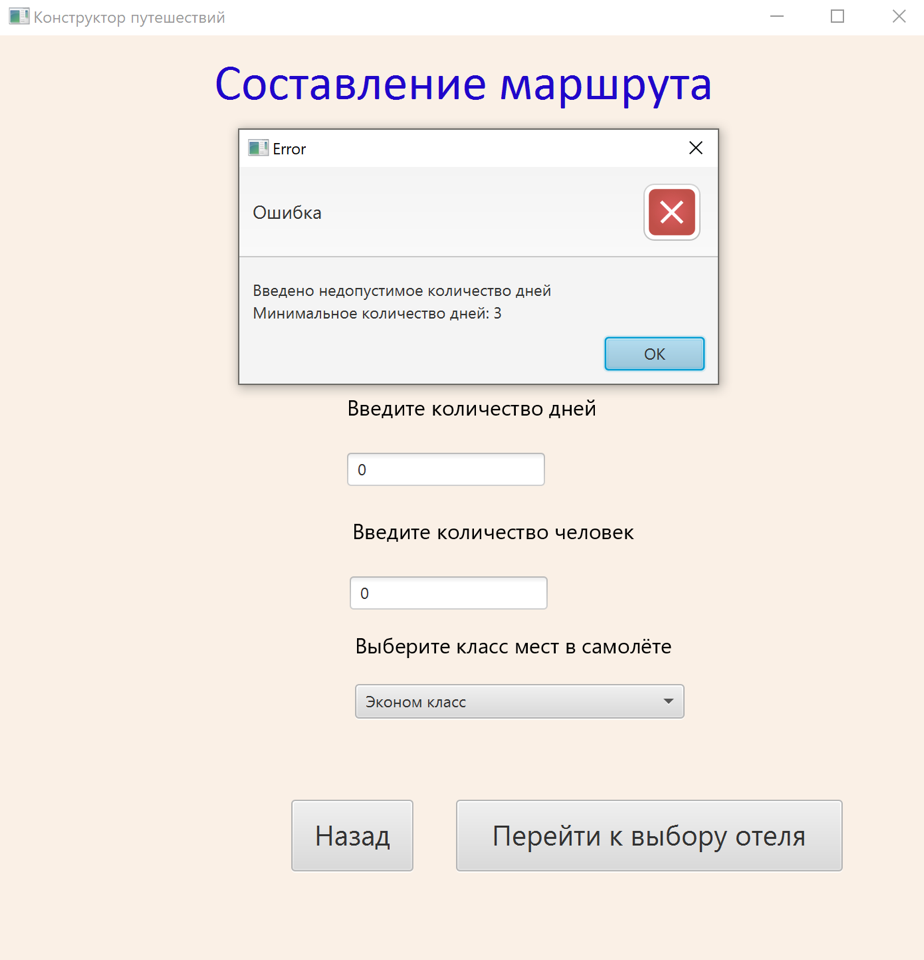 Конструктор путешествий
Составление маршрута
Error
Ошибка
Введено недопустимое количество дней
Минимальное количество дней: 3
OK
Введите количество дней
0
Введите количество человек
0
Выберите класс мест в самолёте
Эконом класс
Назад
Перейти к выбору отеля